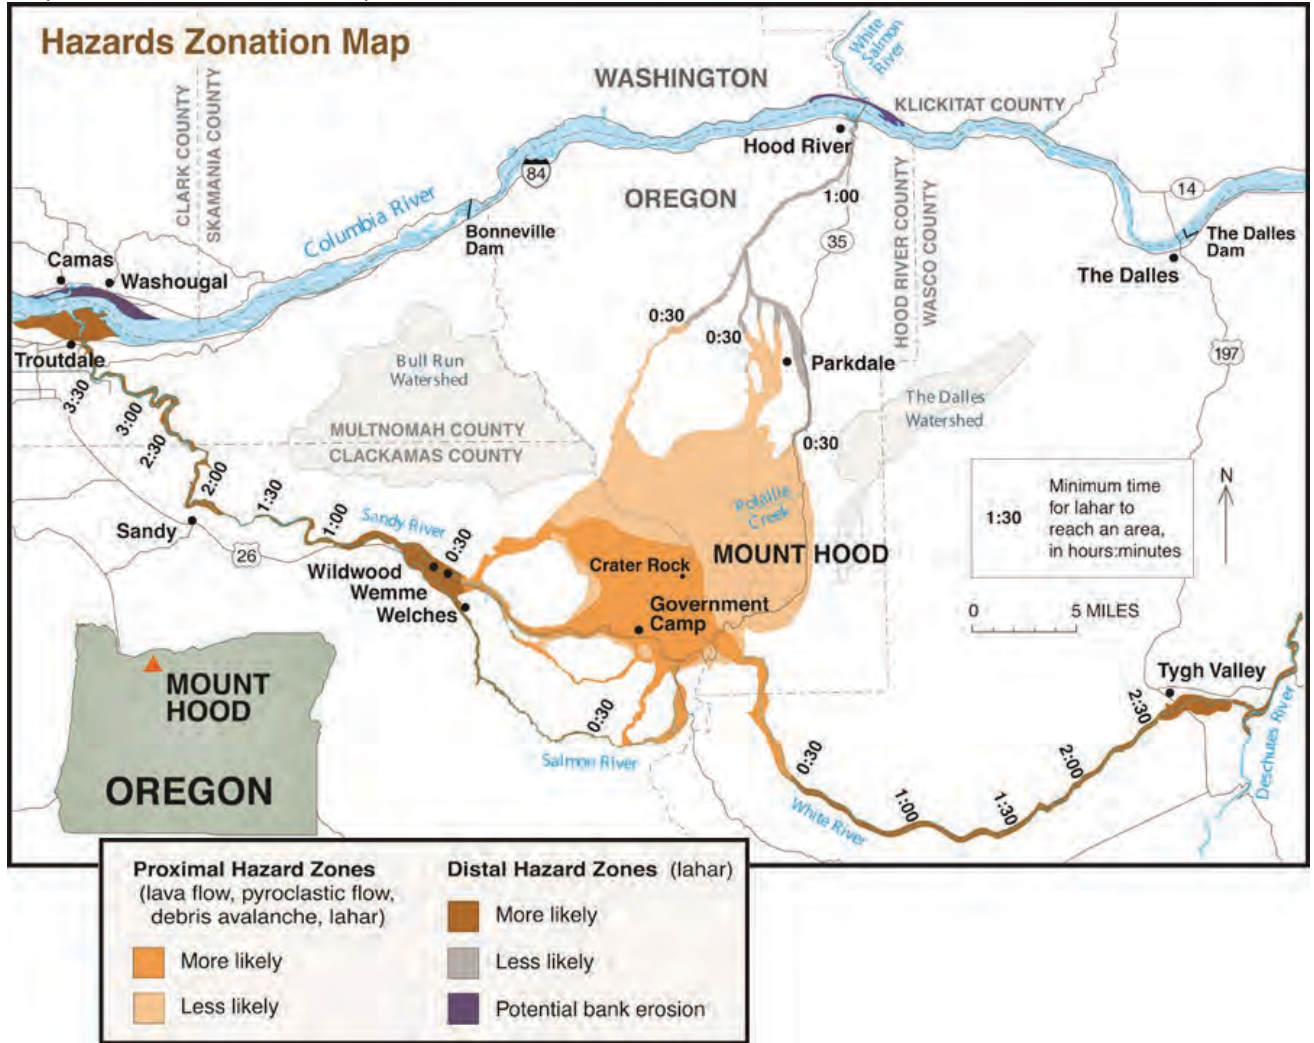 Hazards Zonation Map
WASHINGTON
White
Salmon
River
KLICKITAT COUNTY
CLARK COUNTY
SKAMANIA COUNTY
Hood River
84
OREGON
1:00
HOOD RIVER COUNTY
WASCO COUNTY
14
Columbia River
Bonneville
Dam
35
The Dalles
Dam
The Dalles
Camas
Washougal
0:30
0:30
Troutdale
Bull Run
Watershed
Parkdale
197
3:30
3:00
2:30
The Dalles
Watershed
MULTNOMAH COUNTY
CLACKAMAS COUNTY
0:30
2:00
1:30
1:00
Sandy River
0:30
Polallie
Creek
1:30
Minimum time
for lahar to
reach an area,
in hours:minutes
N
Sandy
26
MOUNT HOOD
Crater Rock
Wildwood
Wemme
Welches
Government
Camp
0
5 MILES
MOUNT
HOOD
OREGON
Tygh Valley
0:30
Salmon River
0:30
1:00
1:30
2:00
2:30
White River
Deschutes River
Proximal Hazard Zones
(lava flow, pyroclastic flow,
debris avalanche, lahar)
More likely
Less likely
Distal Hazard Zones (lahar)
More likely
Less likely
Potential bank erosion